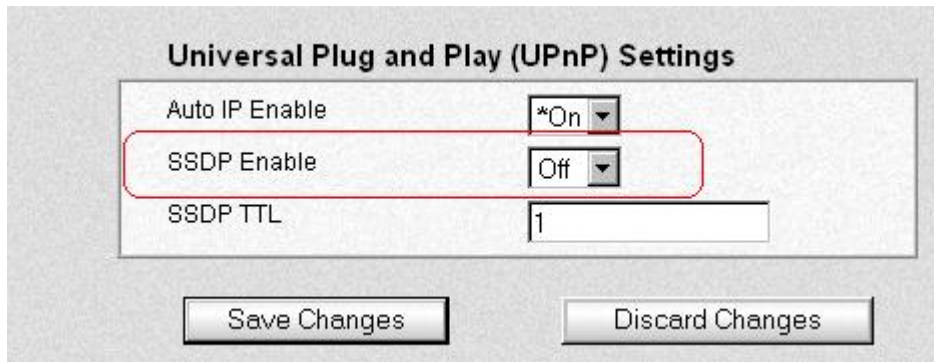 Universal Plug and Play (UPnP) Settings
Auto IP Enable *On
SSDP Enable Off
SSDP TTL 1
Save Changes Discard Changes